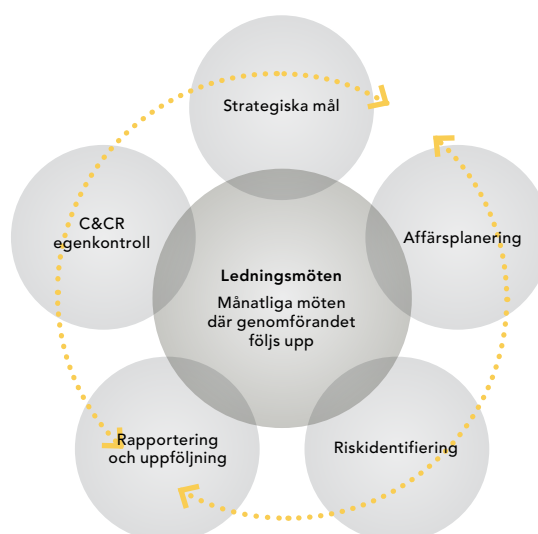 Strategiska mål
C&CR
egenkontroll
Affärsplanering
Ledningsmöten
Månatliga möten
där genomförandet
följs upp
Rapportering
och uppföljning
Riskidentifiering